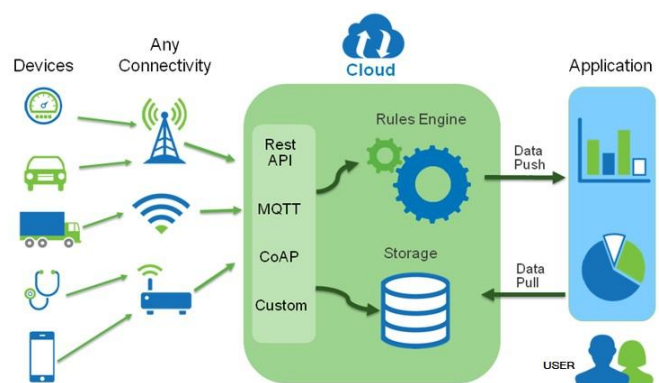 Devices
Any
Connectivity
Cloud
Application
Rest
API
MQTT
CoAP
Custom
Rules Engine
Storage
Data
Push
Data
Pull
USER